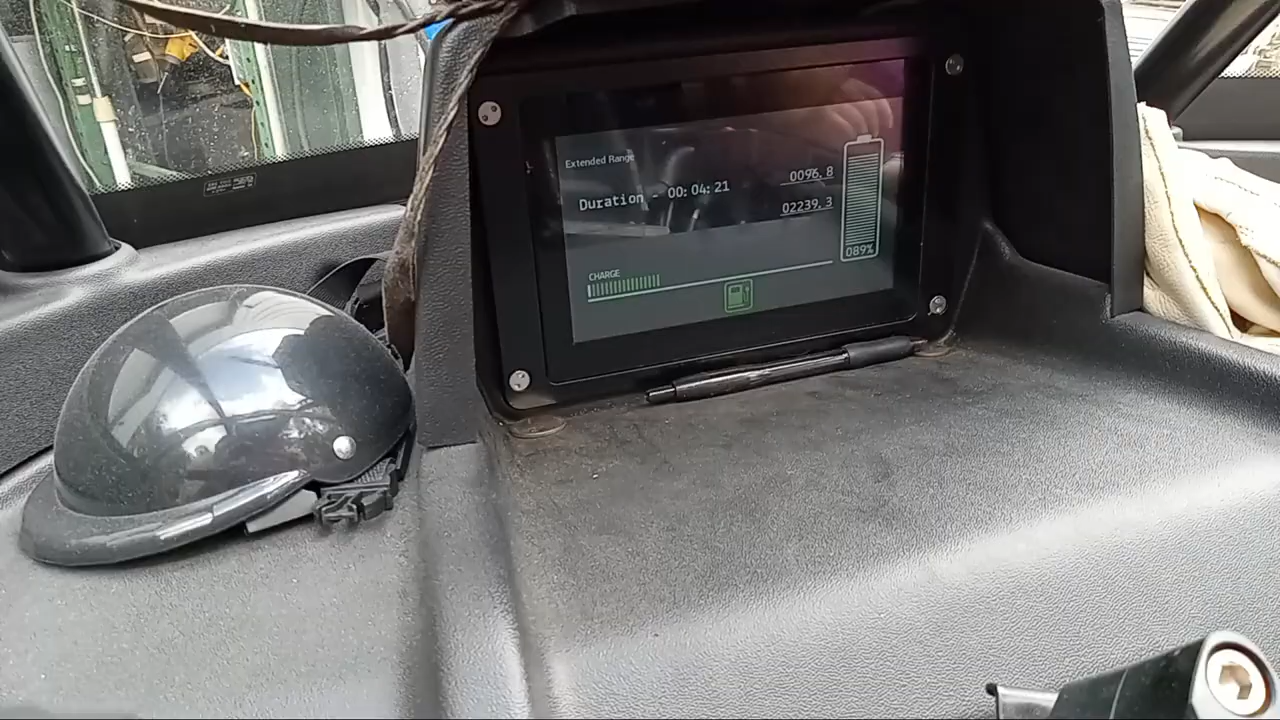 Extended Range
0096.8
Duration - 00:04:21
02239.3
089%
CHARGE